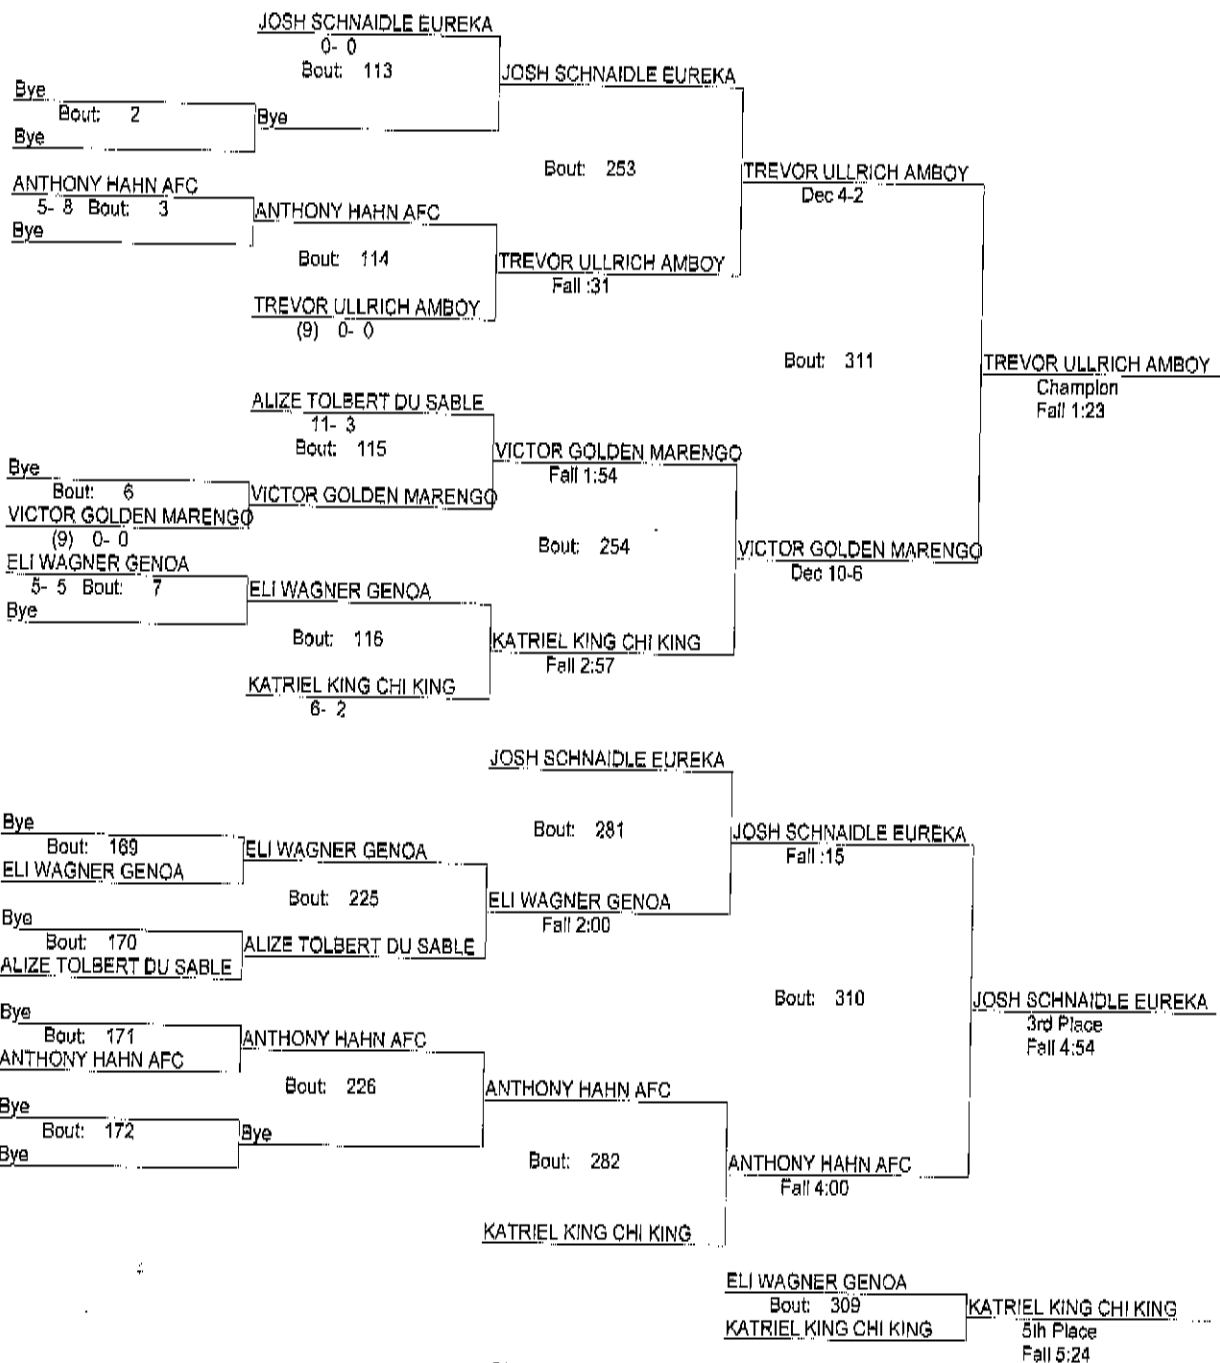 JOSH SCHNAIDLE EUREKA
0- 0
Bout: 113
JOSH SCHNAIDLE EUREKA
Bye
Bout: 2
Bye
Bye
Bout: 253
TREVOR ULLRICH AMBOY
Dec 4-2
ANTHONY HAHN AFC
5- 8 Bout: 3
ANTHONY HAHN AFC
Bye
Bout: 114
TREVOR ULLRICH AMBOY
Fall :31
TREVOR ULLRICH AMBOY
(9) 0- 0
Bout: 311
TREVOR ULLRICH AMBOY
Champion
Fall 1:23
ALIZE TOLBERT DU SABLE
11- 3
Bout: 115
VICTOR GOLDEN MARENGO
Fall 1:54
Bye
Bout: 6
VICTOR GOLDEN MARENGO
VICTOR GOLDEN MARENGO
(9) 0- 0
Bout: 254
VICTOR GOLDEN MARENGO
Dec 10-6
ELI WAGNER GENOA
5- 5 Bout: 7
ELI WAGNER GENOA
Bye
Bout: 116
KATRIEL KING CHI KING
Fall 2:57
KATRIEL KING CHI KING
6- 2
JOSH SCHNAIDLE EUREKA
Bout: 281
JOSH SCHNAIDLE EUREKA
Fall :15
Bye
Bout: 169
ELI WAGNER GENOA
ELI WAGNER GENOA
Bout: 225
ELI WAGNER GENOA
Fall 2:00
Bye
Bout: 170
ALIZE TOLBERT DU SABLE
ALIZE TOLBERT DU SABLE
Bout: 310
JOSH SCHNAIDLE EUREKA
3rd Place
Fall 4:54
Bye
Bout: 171
ANTHONY HAHN AFC
ANTHONY HAHN AFC
Bout: 226
ANTHONY HAHN AFC
Bye
Bout: 172
Bye
Bye
Bout: 282
ANTHONY HAHN AFC
Fall 4:00
KATRIEL KING CHI KING
ELI WAGNER GENOA
Bout: 309
KATRIEL KING CHI KING
KATRIEL KING CHI KING
5th Place
Fall 5:24